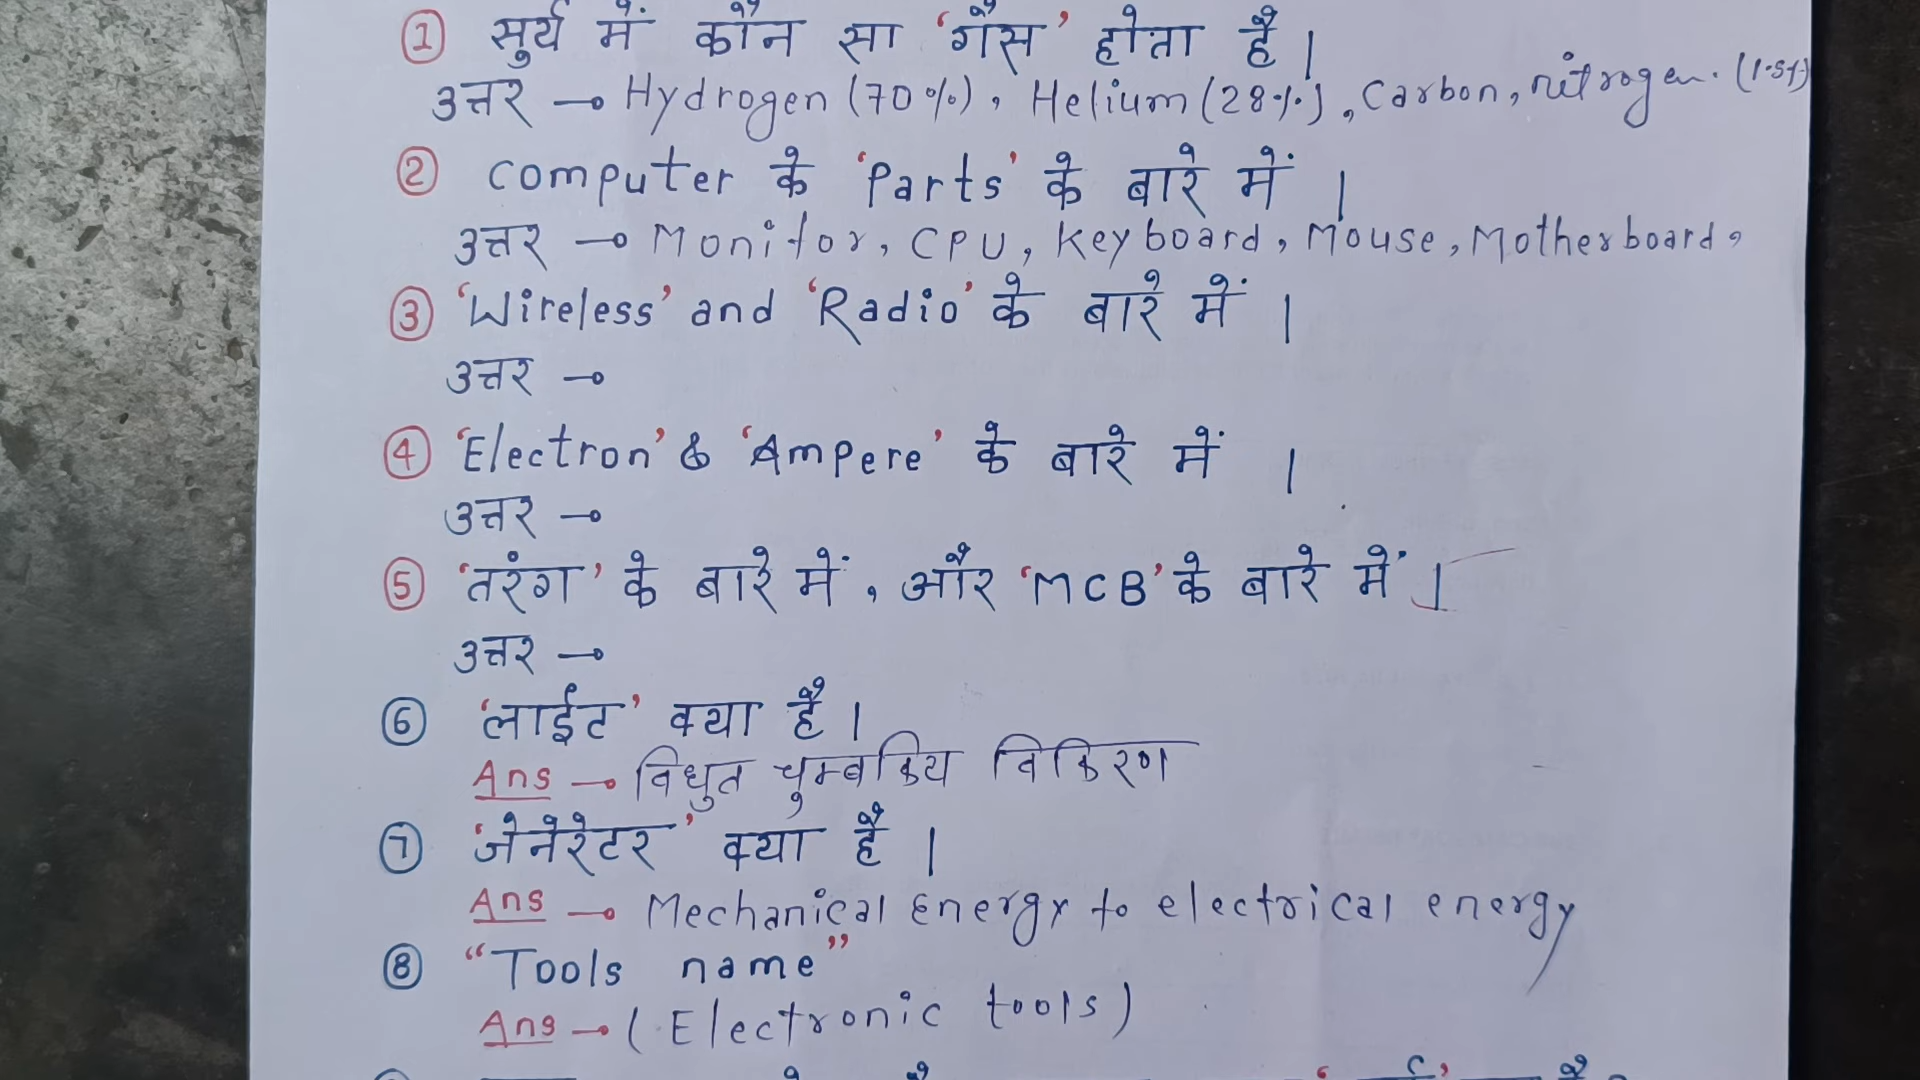 ① सुर्य में कौन सा 'गैस' होता है |
उत्तर → Hydrogen (70%), Helium (28%), Carbon, nitrogen. (1.5%)
② Computer के 'Parts' के बारे में |
उत्तर → Monitor, CPU, Keyboard, Mouse, Motherboard,
③ 'Wireless' and 'Radio' के बारे में |
उत्तर →
④ 'Electron' & 'Ampere' के बारे में |
उत्तर →
⑤ 'तरंग' के बारे में, और 'MCB' के बारे में |
उत्तर →
⑥ 'लाईट' क्या है |
Ans → विधुत चुम्बकिय विकिरण
⑦ 'जेनेरेटर' क्या है |
Ans → Mechanical Energy to electrical energy
⑧ "Tools name"
Ans → (Electronic tools)